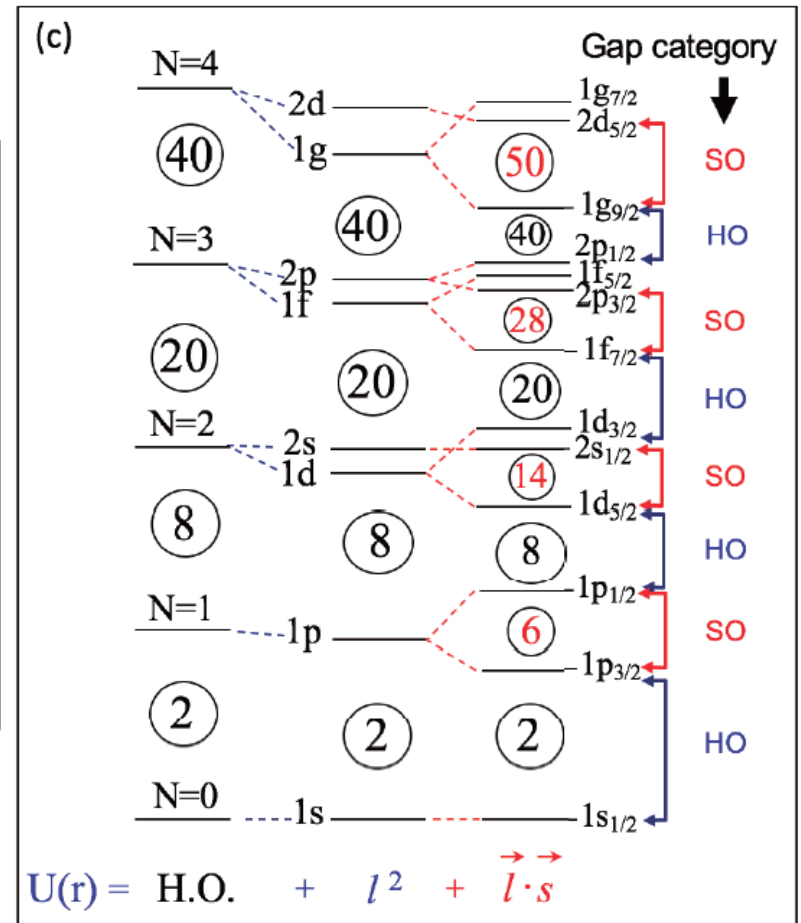 (c)
Gap category
N=4
2d
1g7/2
2d5/2
40
1g
50
SO
1g9/2
40
40
HO
N=3
2p1/2
2p
1f5/2
1f
2p3/2
28
SO
1f7/2
20
20
20
HO
N=2
1d3/2
2s
2s1/2
1d
14
SO
1d5/2
8
8
8
HO
1p1/2
N=1
1p
6
SO
1p3/2
2
2
2
HO
N=0
1s
1s1/2
U(r) = H.O. + l² + l⃗·s⃗